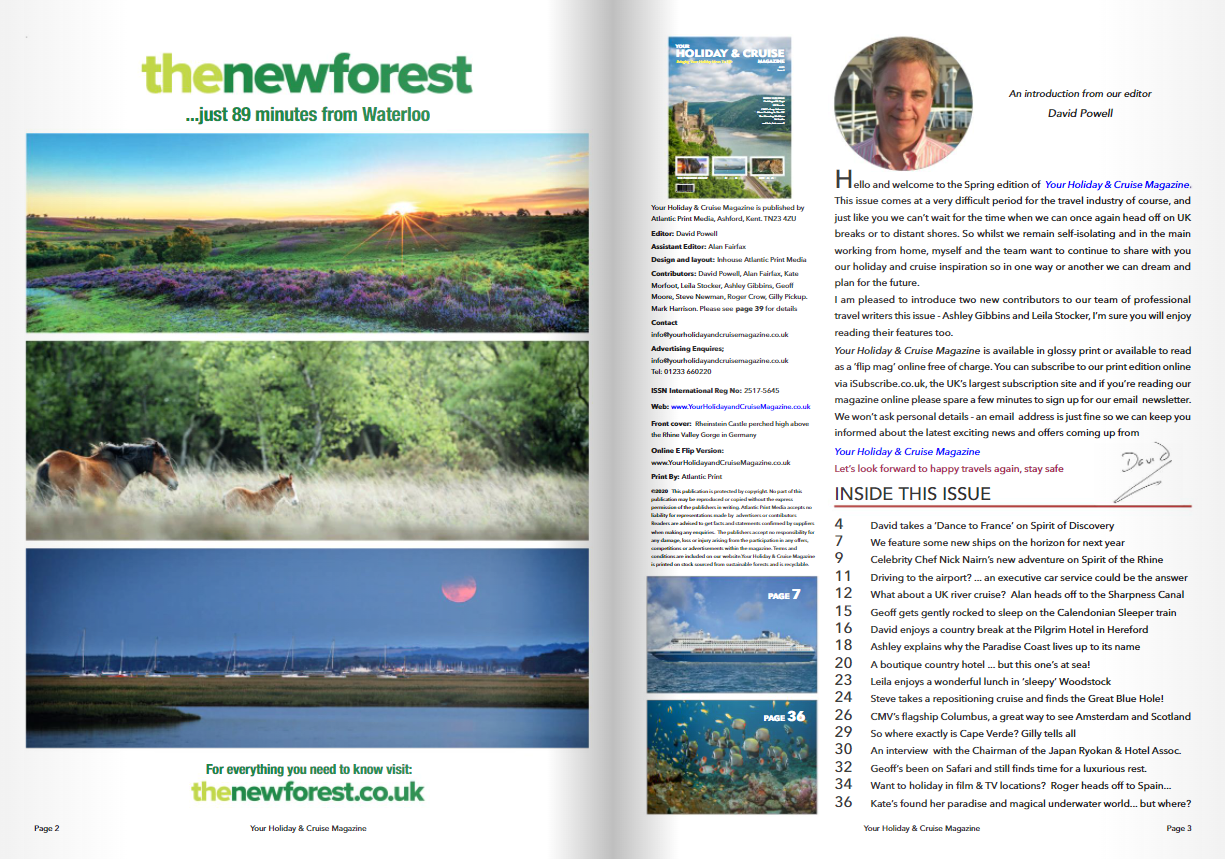 thenewforest
...just 89 minutes from Waterloo
For everything you need to know visit:
thenewforest.co.uk
Page 2
Your Holiday & Cruise Magazine
YOUR
HOLIDAY & CRUISE
MAGAZINE
Your Holiday & Cruise Magazine is published by
Atlantic Print Media, Ashford, Kent. TN23 4ZU
Editor: David Powell
Assistant Editor: Alan Fairfax
Design and layout: Inhouse Atlantic Print Media
Contributors: David Powell, Alan Fairfax, Kate
Morfoot, Leila Stocker, Ashley Gibbins, Geoff
Moore, Steve Newman, Roger Crow, Gilly Pickup.
Mark Harrison. Please see page 39 for details
Contact
info@yourholidayandcruisemagazine.co.uk
Advertising Enquires;
info@yourholidayandcruisemagazine.co.uk
Tel: 01233 660220
ISSN International Reg No: 2517-5645
Web: www.YourHolidayandCruiseMagazine.co.uk
Front cover: Rheinstein Castle perched high above
the Rhine Valley Gorge in Germany
Online E Flip Version:
www.YourHolidayandCruiseMagazine.co.uk
Print By: Atlantic Print
©2020 This publication is protected by copyright. No part of this
publication may be reproduced or copied without the express
permission of the publishers in writing. Atlantic Print Media accepts no
liability for representations made by advertisers or contributors.
Readers are advised to get facts and statements confirmed by suppliers
when making any enquiries. The publishers accept no responsibility for
any damage, loss or injury arising from the participation in any offers,
competitions or advertisements within the magazine. Terms and
conditions are included on our website Your Holiday & Cruise Magazine
is printed on stock sourced from sustainable forests and is recyclable.
PAGE 7
PAGE 36
An introduction from our editor
David Powell
Hello and welcome to the Spring edition of Your Holiday & Cruise Magazine.
This issue comes at a very difficult period for the travel industry of course, and
just like you we can't wait for the time when we can once again head off on UK
breaks or to distant shores. So whilst we remain self-isolating and in the main
working from home, myself and the team want to continue to share with you
our holiday and cruise inspiration so in one way or another we can dream and
plan for the future.
I am pleased to introduce two new contributors to our team of professional
travel writers this issue - Ashley Gibbins and Leila Stocker, I'm sure you will enjoy
reading their features too.
Your Holiday & Cruise Magazine is available in glossy print or available to read
as a 'flip mag' online free of charge. You can subscribe to our print edition online
via iSubscribe.co.uk, the UK's largest subscription site and if you're reading our
magazine online please spare a few minutes to sign up for our email newsletter.
We won't ask personal details - an email address is just fine so we can keep you
informed about the latest exciting news and offers coming up from
Your Holiday & Cruise Magazine
Let's look forward to happy travels again, stay safe
David
INSIDE THIS ISSUE
4 David takes a 'Dance to France' on Spirit of Discovery
7 We feature some new ships on the horizon for next year
9 Celebrity Chef Nick Nairn's new adventure on Spirit of the Rhine
11 Driving to the airport? ... an executive car service could be the answer
12 What about a UK river cruise? Alan heads off to the Sharpness Canal
15 Geoff gets gently rocked to sleep on the Calendonian Sleeper train
16 David enjoys a country break at the Pilgrim Hotel in Hereford
18 Ashley explains why the Paradise Coast lives up to its name
20 A boutique country hotel ... but this one's at sea!
23 Leila enjoys a wonderful lunch in 'sleepy' Woodstock
24 Steve takes a repositioning cruise and finds the Great Blue Hole!
26 CMV's flagship Columbus, a great way to see Amsterdam and Scotland
29 So where exactly is Cape Verde? Gilly tells all
30 An interview with the Chairman of the Japan Ryokan & Hotel Assoc.
32 Geoff's been on Safari and still finds time for a luxurious rest.
34 Want to holiday in film & TV locations? Roger heads off to Spain...
36 Kate's found her paradise and magical underwater world... but where?
Your Holiday & Cruise Magazine
Page 3